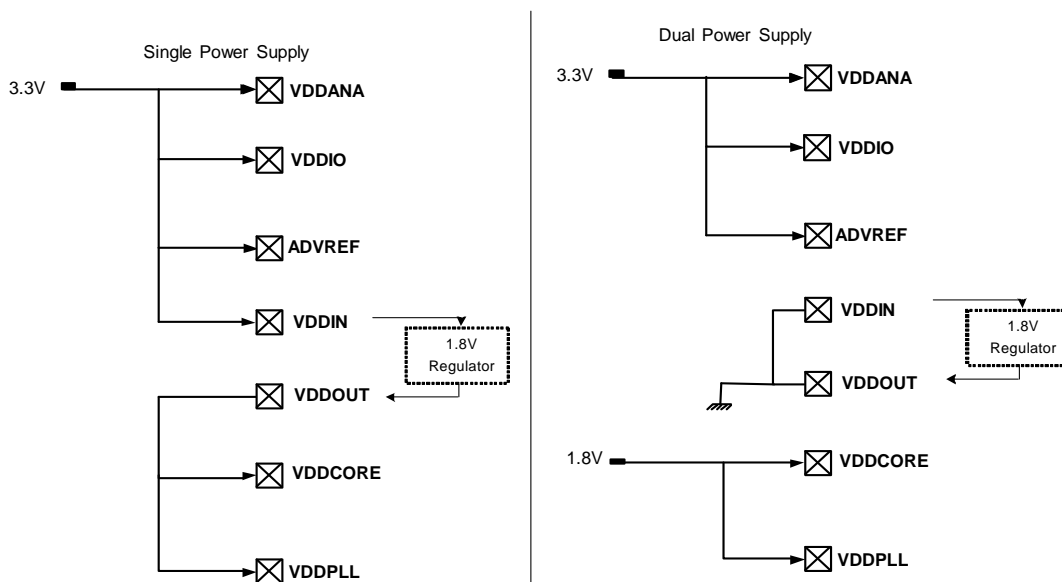 Single Power Supply
3.3V
VDDANA
VDDIO
ADVREF
VDDIN
1.8V
Regulator
VDDOUT
VDDCORE
VDDPLL
Dual Power Supply
3.3V
VDDANA
VDDIO
ADVREF
VDDIN
1.8V
Regulator
VDDOUT
1.8V
VDDCORE
VDDPLL